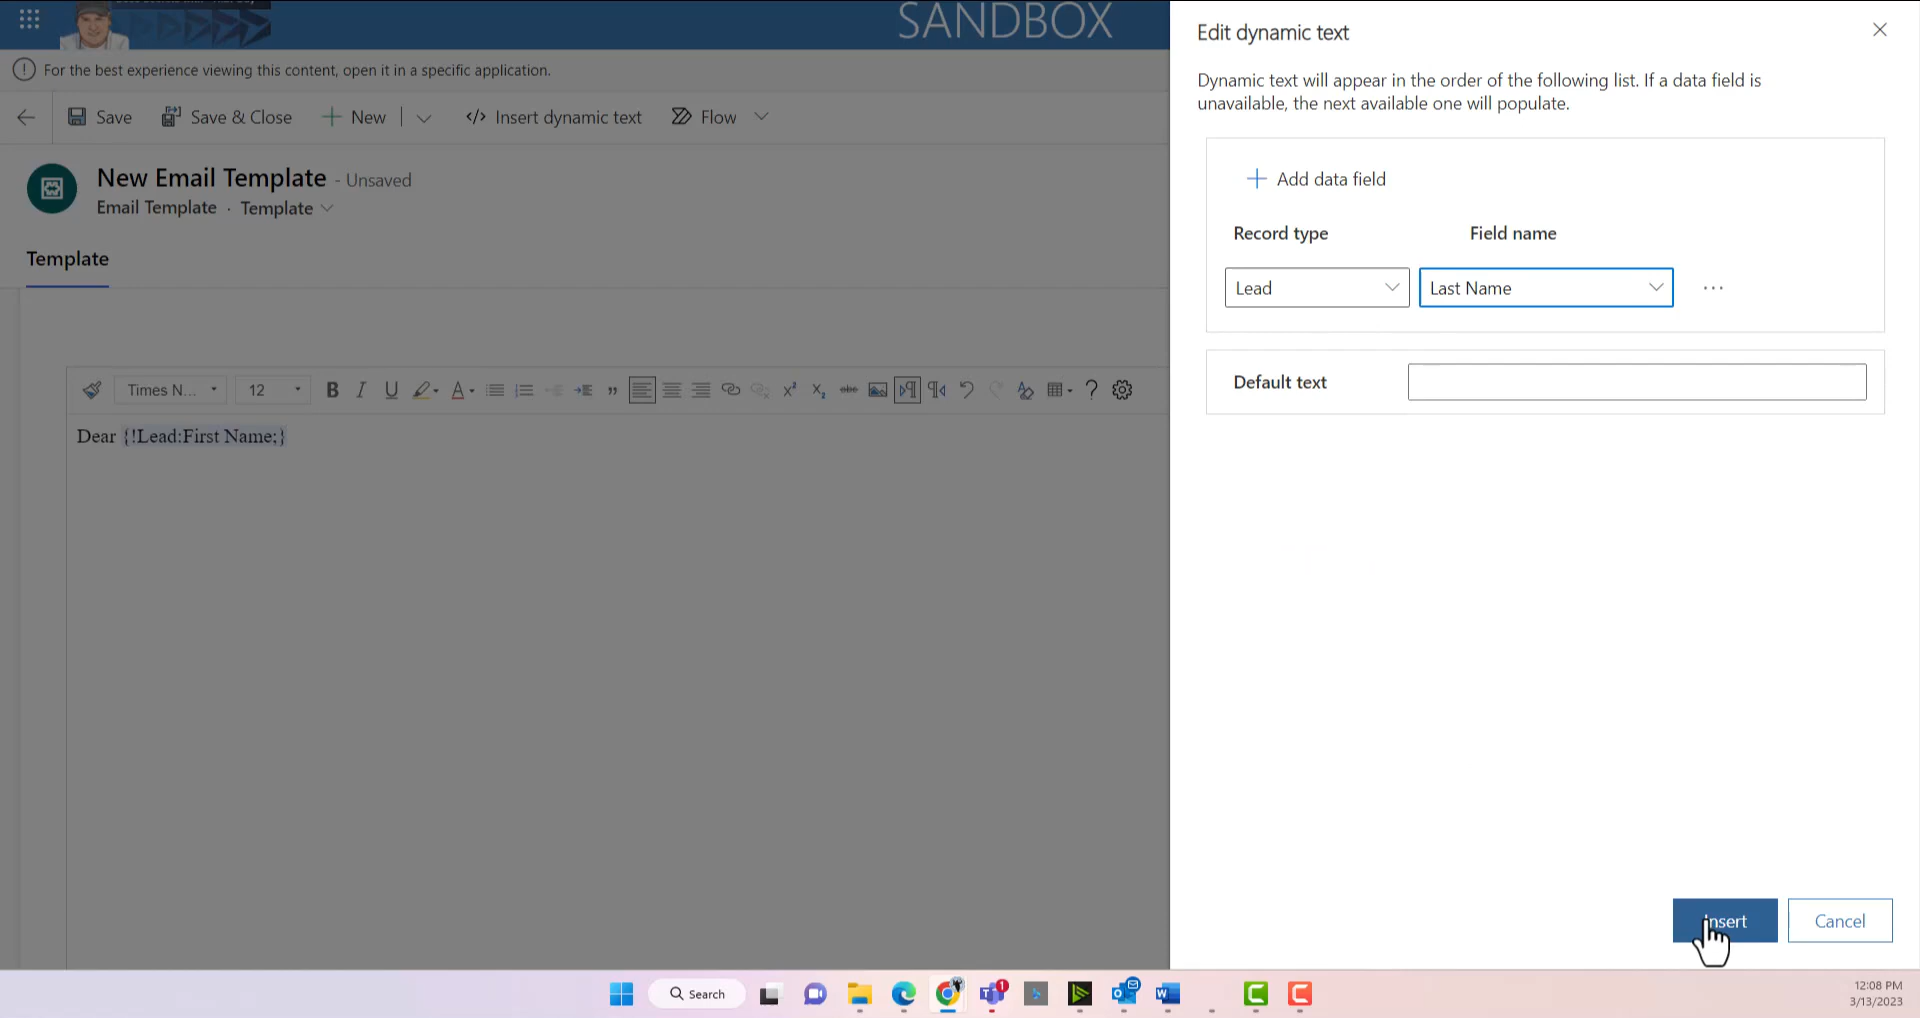 SANDBOX
For the best experience viewing this content, open it in a specific application.
Save
Save & Close
New
Insert dynamic text
Flow
New Email Template - Unsaved
Email Template · Template
Template
Times N...
12
Dear {!Lead:First Name;}
Edit dynamic text
Dynamic text will appear in the order of the following list. If a data field is
unavailable, the next available one will populate.
Add data field
Record type
Field name
Lead
Last Name
Default text
Insert
Cancel
Search
1
12:08 PM
3/13/2023